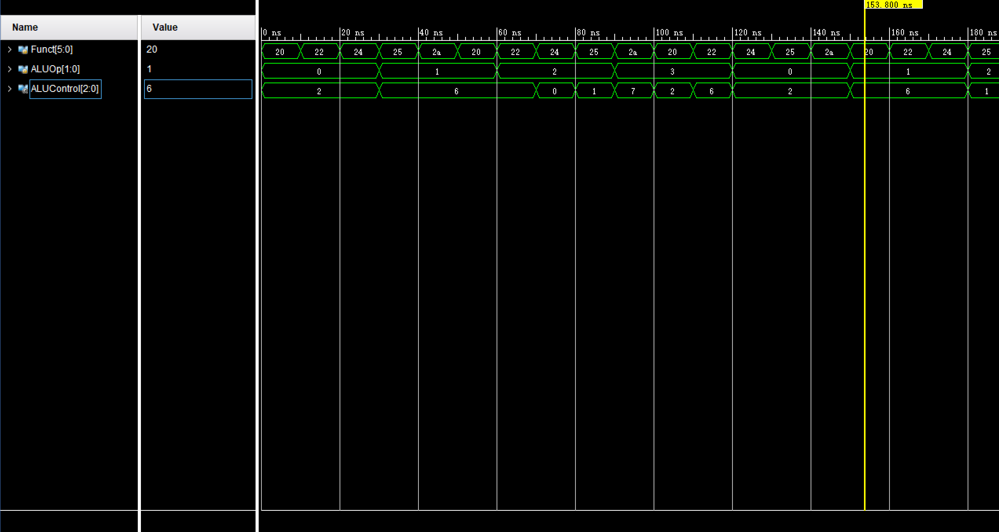 153.800 ns
Name Value
0 ns 20 ns 40 ns 60 ns 80 ns 100 ns 120 ns 140 ns 160 ns 180 ns
Funct[5:0] 20 20 22 24 25 2a 20 22 24 25 2a 20 22 24 25 2a 20 22 24 25
ALUOp[1:0] 1 0 1 2 3 0 1 2
ALUControl[2:0] 6 2 6 0 1 7 2 6 2 6 1